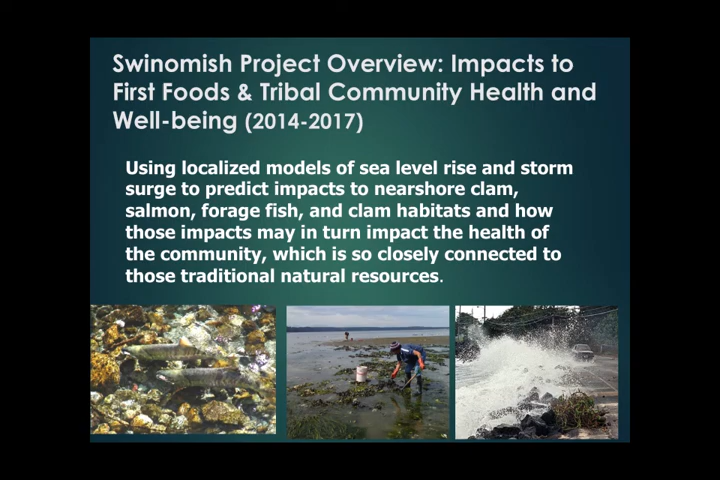 Swinomish Project Overview: Impacts to
First Foods & Tribal Community Health and
Well-being (2014-2017)
Using localized models of sea level rise and storm
surge to predict impacts to nearshore clam,
salmon, forage fish, and clam habitats and how
those impacts may in turn impact the health of
the community, which is so closely connected to
those traditional natural resources.